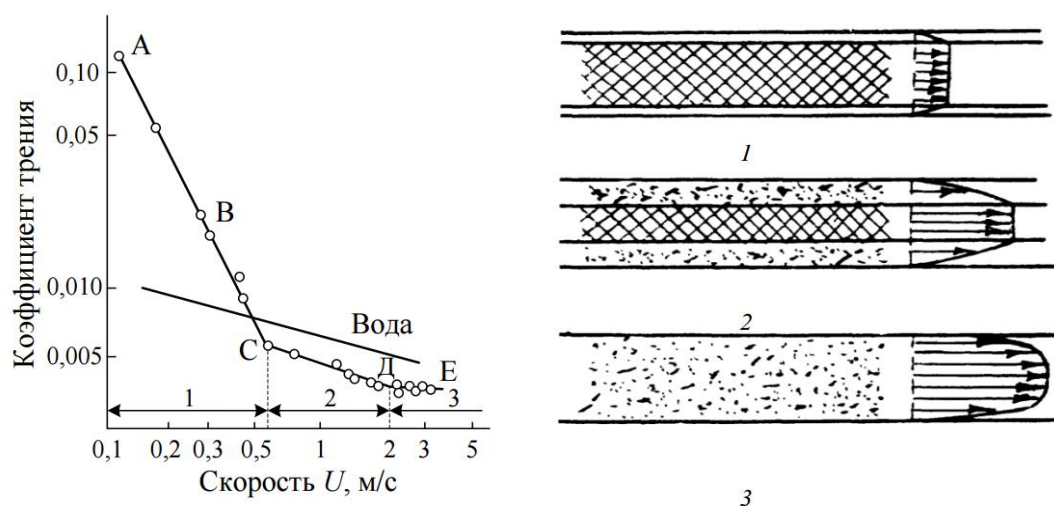 А
0,10
0,05
В
0,010
Вода
С
0,005
Д
Е
1 2 3
0,1 0,2 0,3 0,5 1 2 3 5
Скорость U, м/с
Коэффициент трения
1
2
3